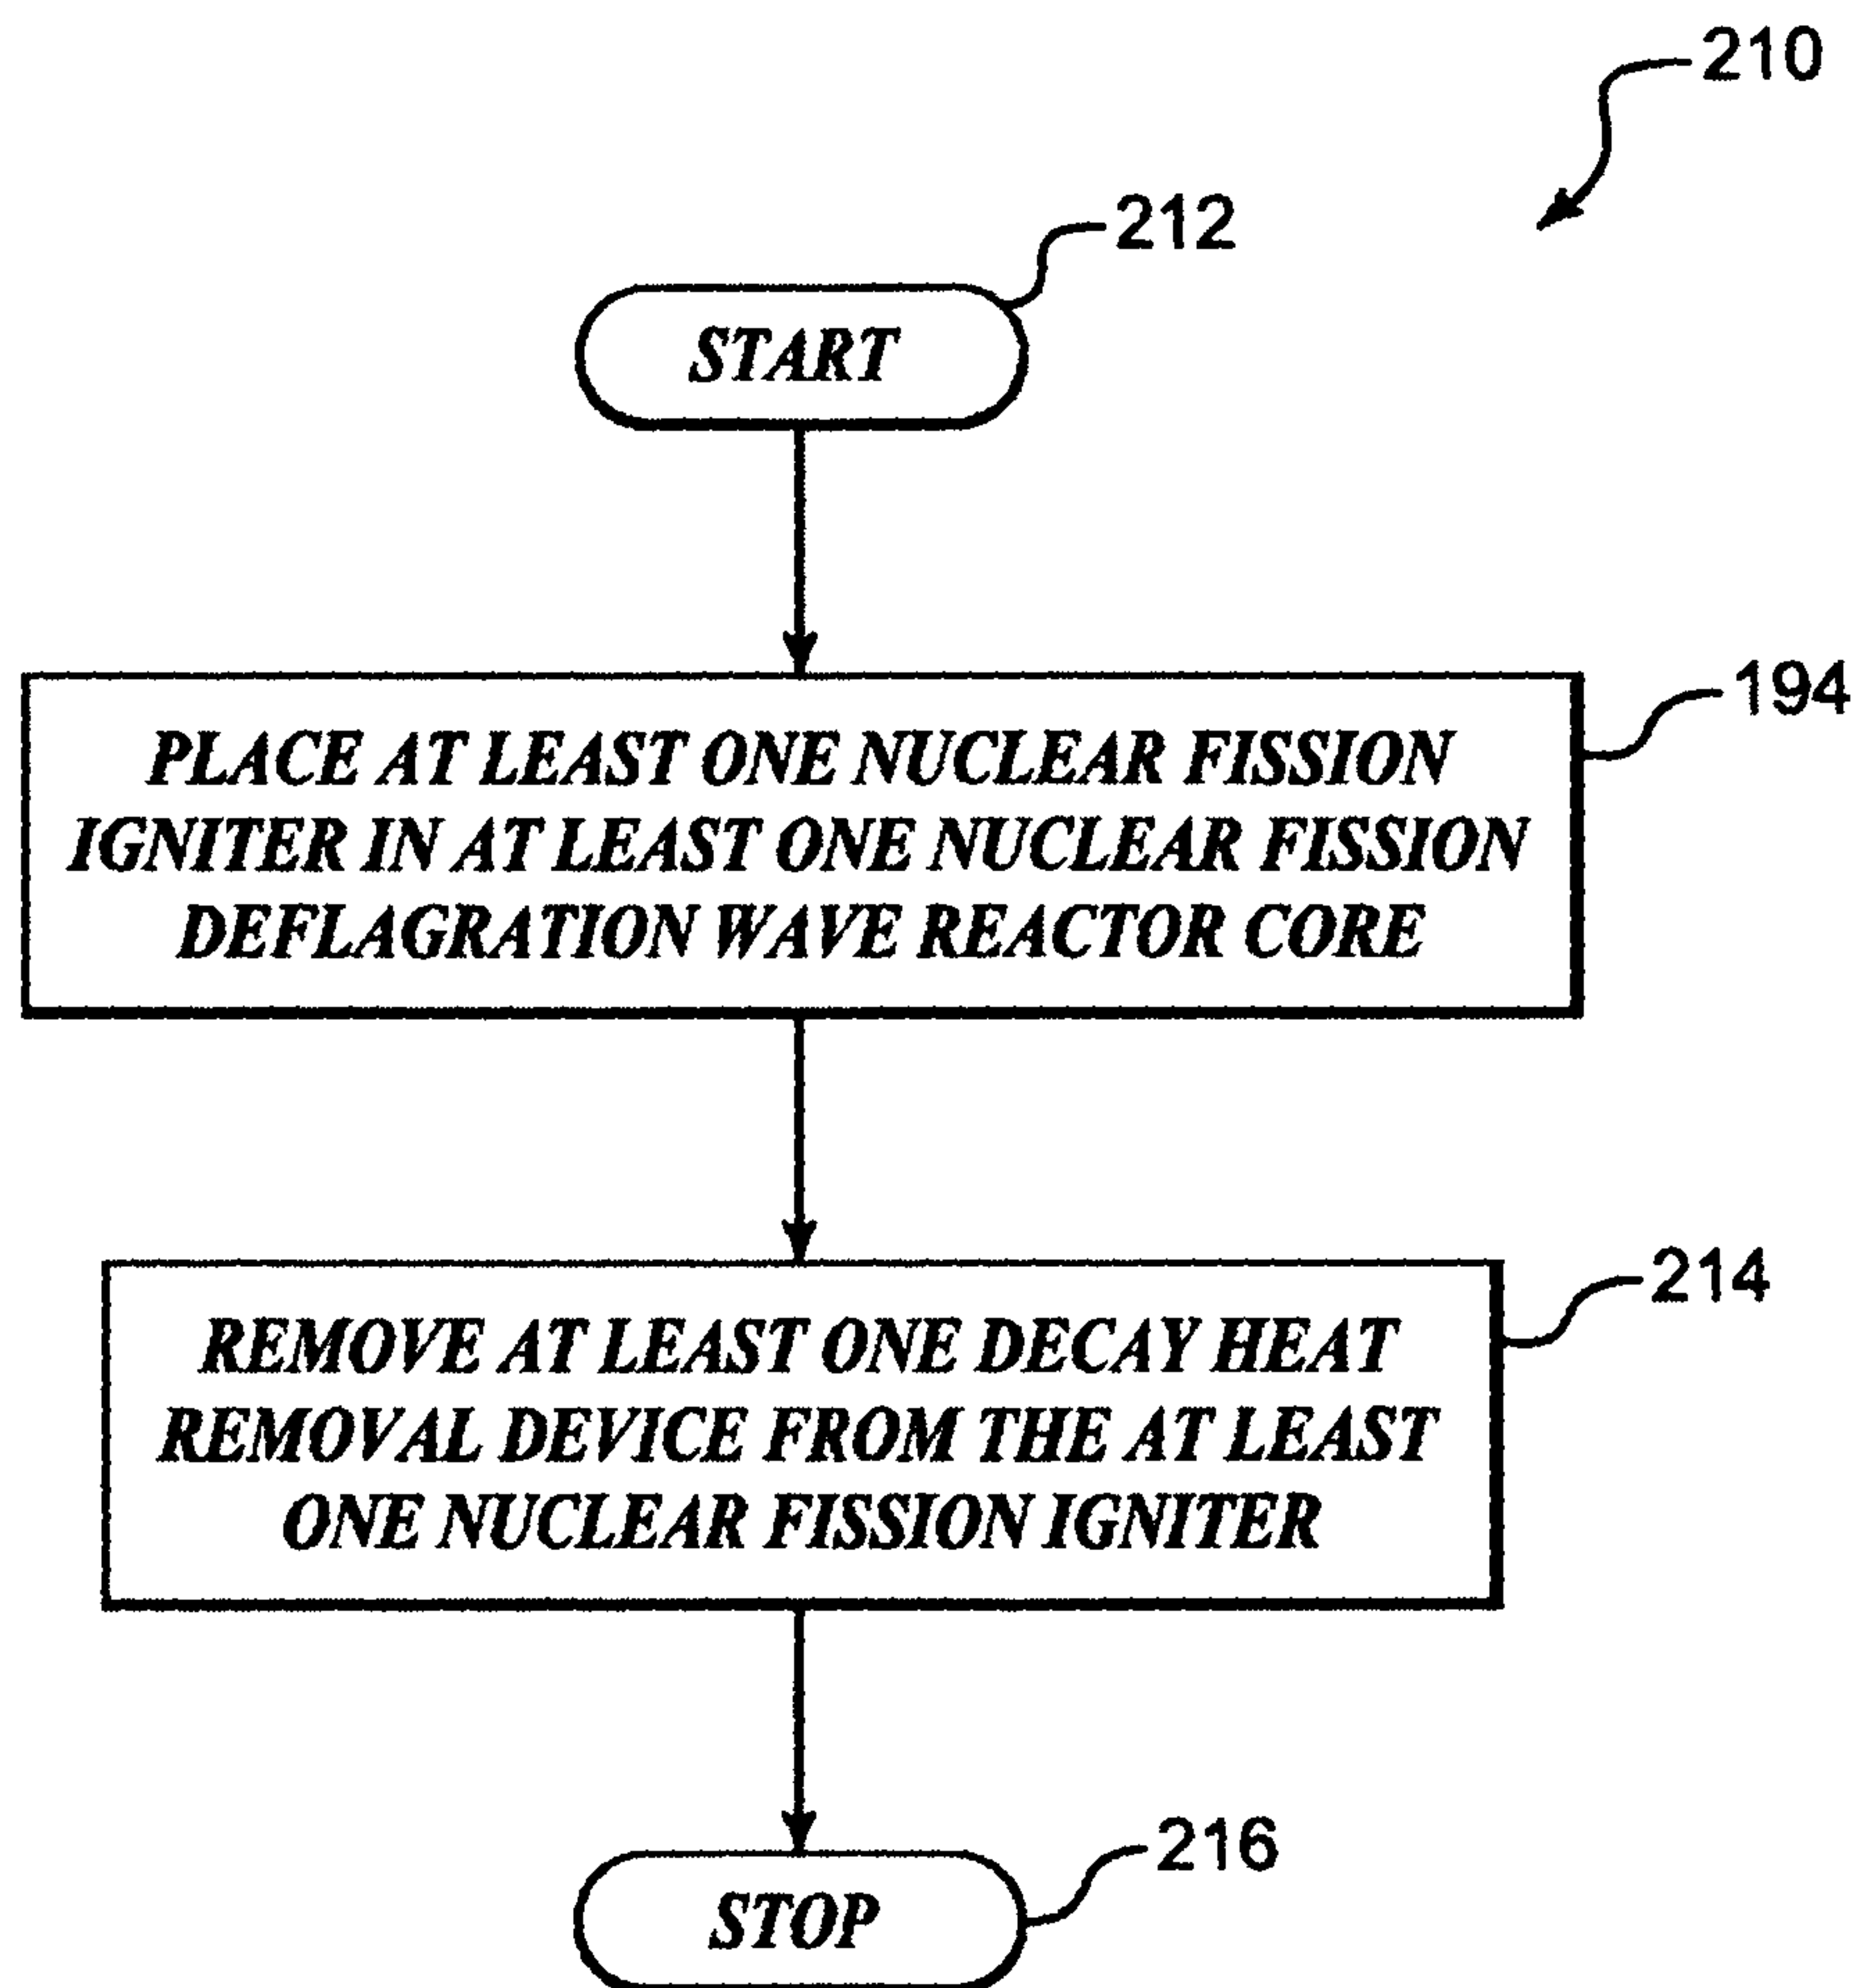 210
212
START
194
PLACE AT LEAST ONE NUCLEAR FISSION
IGNITER IN AT LEAST ONE NUCLEAR FISSION
DEFLAGRATION WAVE REACTOR CORE
214
REMOVE AT LEAST ONE DECAY HEAT
REMOVAL DEVICE FROM THE AT LEAST
ONE NUCLEAR FISSION IGNITER
216
STOP